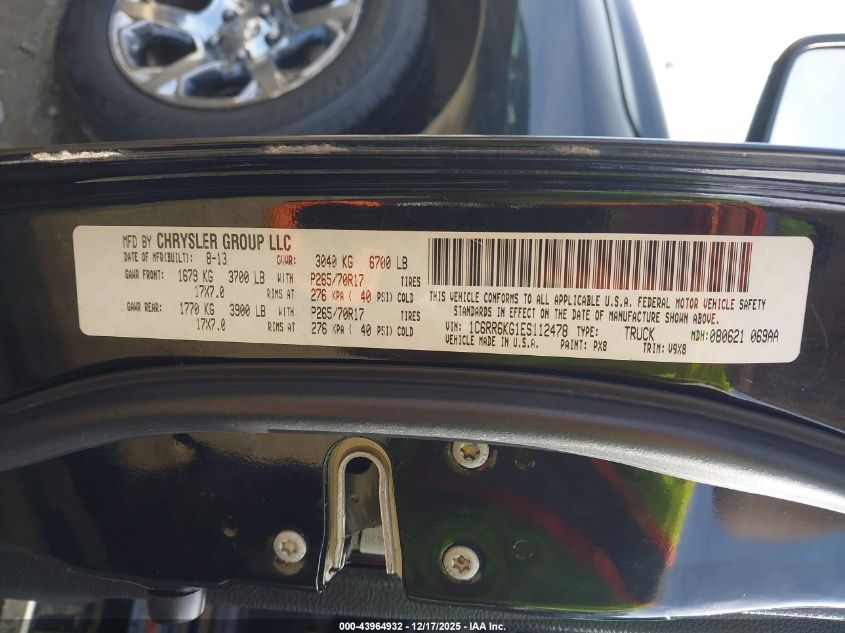 MFD BY CHRYSLER GROUP LLC
DATE OF MFR(BUILT): 8-13 GVWR: 3040 KG 6700 LB
GAWR FRONT: 1679 KG 3700 LB WITH P265/70R17 TIRES
17X7.0 RIMS AT 276 KPA ( 40 PSI) COLD
GAWR REAR: 1770 KG 3900 LB WITH P265/70R17 TIRES
17X7.0 RIMS AT 276 KPA ( 40 PSI) COLD
THIS VEHICLE CONFORMS TO ALL APPLICABLE U.S.A. FEDERAL MOTOR VEHICLE SAFETY
STANDARDS IN EFFECT ON THE DATE OF MANUFACTURE SHOWN ABOVE.
VIN: 1C6RR6KG1ES112478 TYPE: TRUCK MDH: 080621 069AA
VEHICLE MADE IN U.S.A. PAINT: PX8 TRIM: V9X8
000-43964932 - 12/17/2025 - IAA Inc.